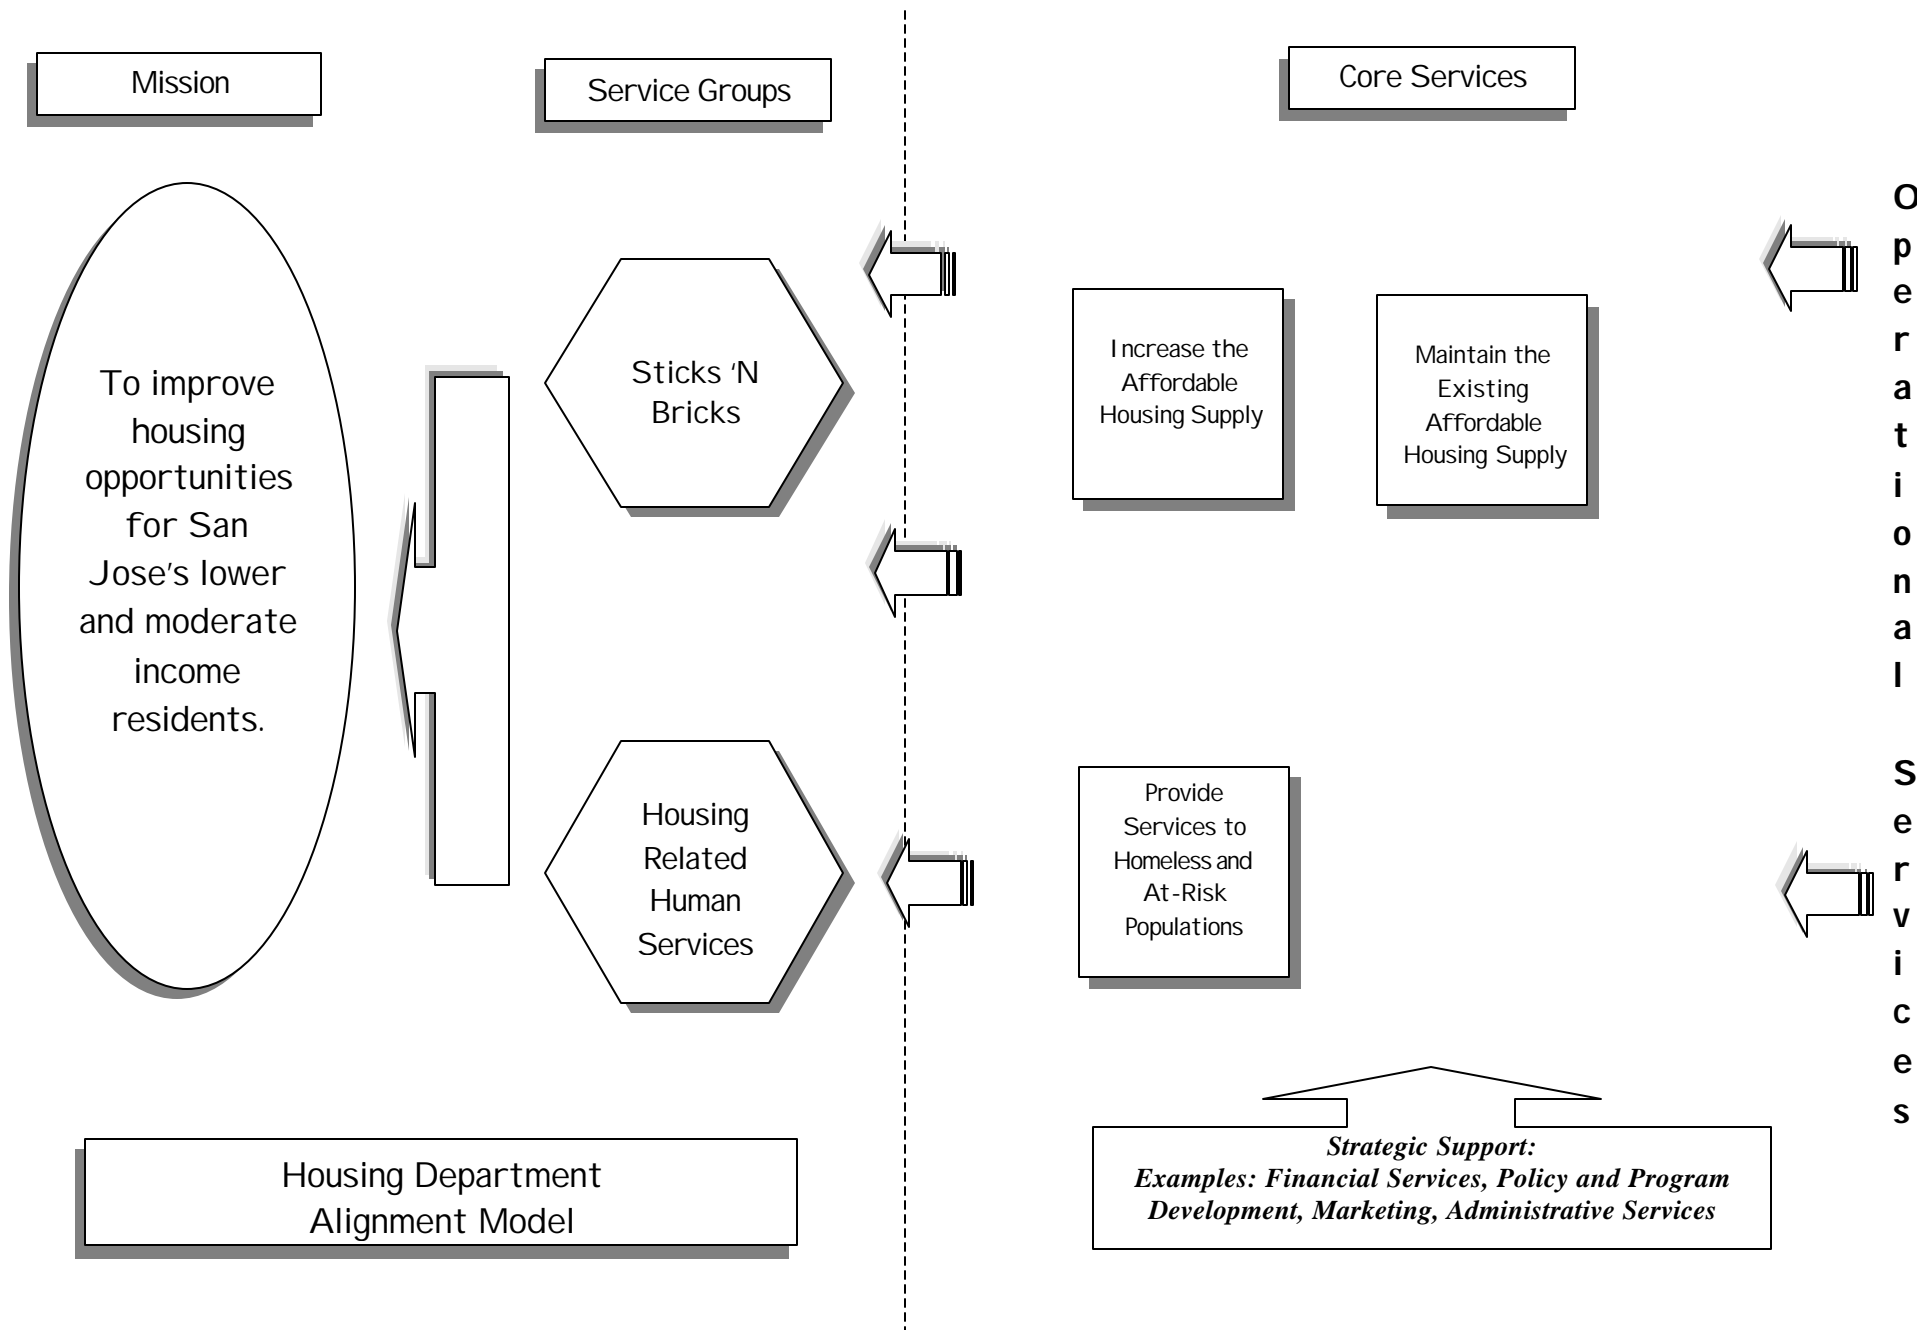 Mission
Service Groups
Core Services
To improve
housing
opportunities
for San
Jose's lower
and moderate
income
residents.
Sticks 'N
Bricks
Housing
Related
Human
Services
Increase the
Affordable
Housing Supply
Maintain the
Existing
Affordable
Housing Supply
Provide
Services to
Homeless and
At-Risk
Populations
Operational Services
Housing Department
Alignment Model
Strategic Support:
Examples: Financial Services, Policy and Program
Development, Marketing, Administrative Services